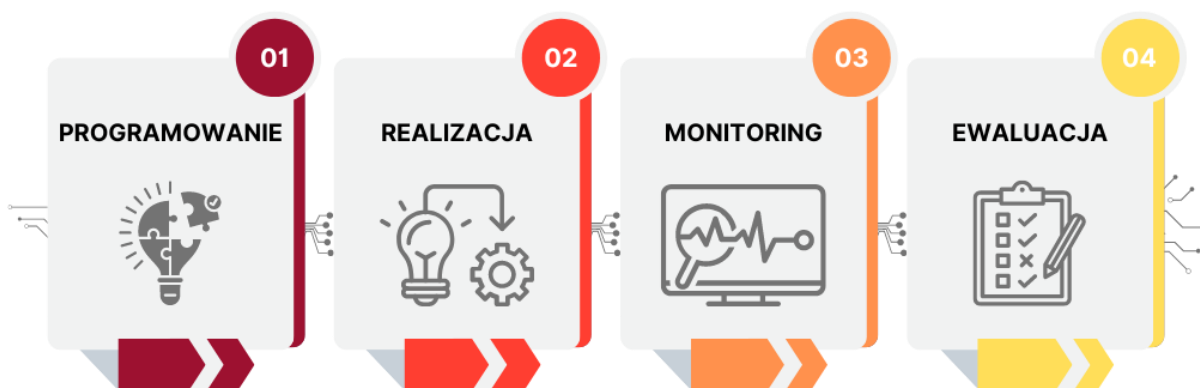 01
PROGRAMOWANIE
02
REALIZACJA
03
MONITORING
04
EWALUACJA